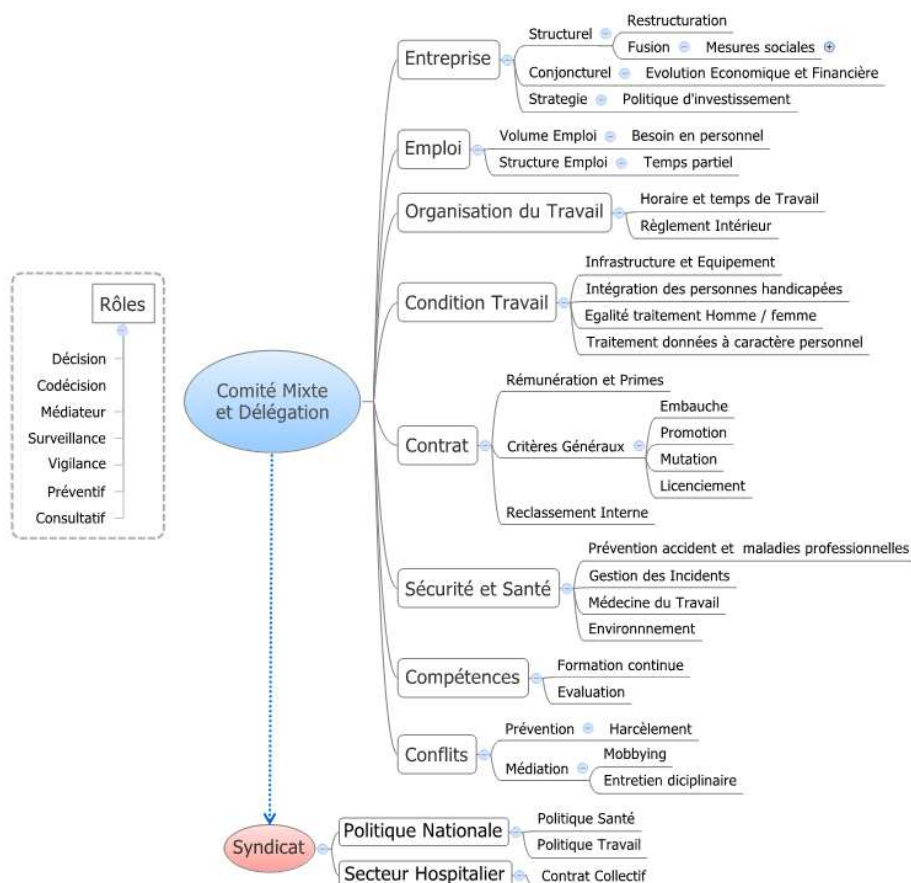 Entreprise
Structurel
Restructuration
Fusion
Mesures sociales
Conjoncturel
Evolution Economique et Financière
Strategie
Politique d'investissement
Emploi
Volume Emploi
Besoin en personnel
Structure Emploi
Temps partiel
Organisation du Travail
Horaire et temps de Travail
Règlement Intérieur
Condition Travail
Infrastructure et Equipement
Intégration des personnes handicapées
Egalité traitement Homme / femme
Traitement données à caractère personnel
Rôles
Décision
Codécision
Médiateur
Surveillance
Vigilance
Préventif
Consultatif
Comité Mixte
et Délégation
Contrat
Rémunération et Primes
Critères Généraux
Embauche
Promotion
Mutation
Licenciement
Reclassement Interne
Sécurité et Santé
Prévention accident et maladies professionnelles
Gestion des Incidents
Médecine du Travail
Environnnement
Compétences
Formation continue
Evaluation
Conflits
Prévention
Harcèlement
Médiation
Mobbying
Entretien diciplinaire
Syndicat
Politique Nationale
Politique Santé
Politique Travail
Secteur Hospitalier
Contrat Collectif